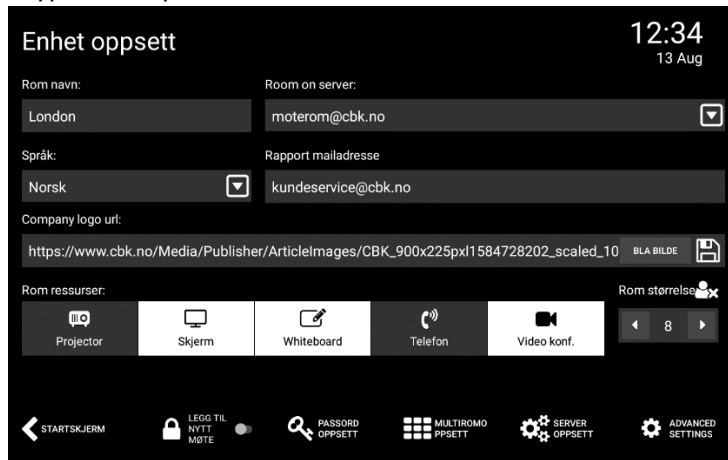 Enhet oppsett
12:34
13 Aug
Rom navn:
Room on server:
London
moterom@cbk.no
Språk:
Rapport mailadresse
Norsk
kundeservice@cbk.no
Company logo url:
https://www.cbk.no/Media/Publisher/ArticleImages/CBK_900x225pxl1584728202_scaled_10
BLA BILDE
Rom ressurser:
Rom størrelse
Projector
Skjerm
Whiteboard
Telefon
Video konf.
8
STARTSKJERM
LEGG TIL
NYTT
MØTE
PASSORD
OPPSETT
MULTIROMO
PPSETT
SERVER
OPPSETT
ADVANCED
SETTINGS